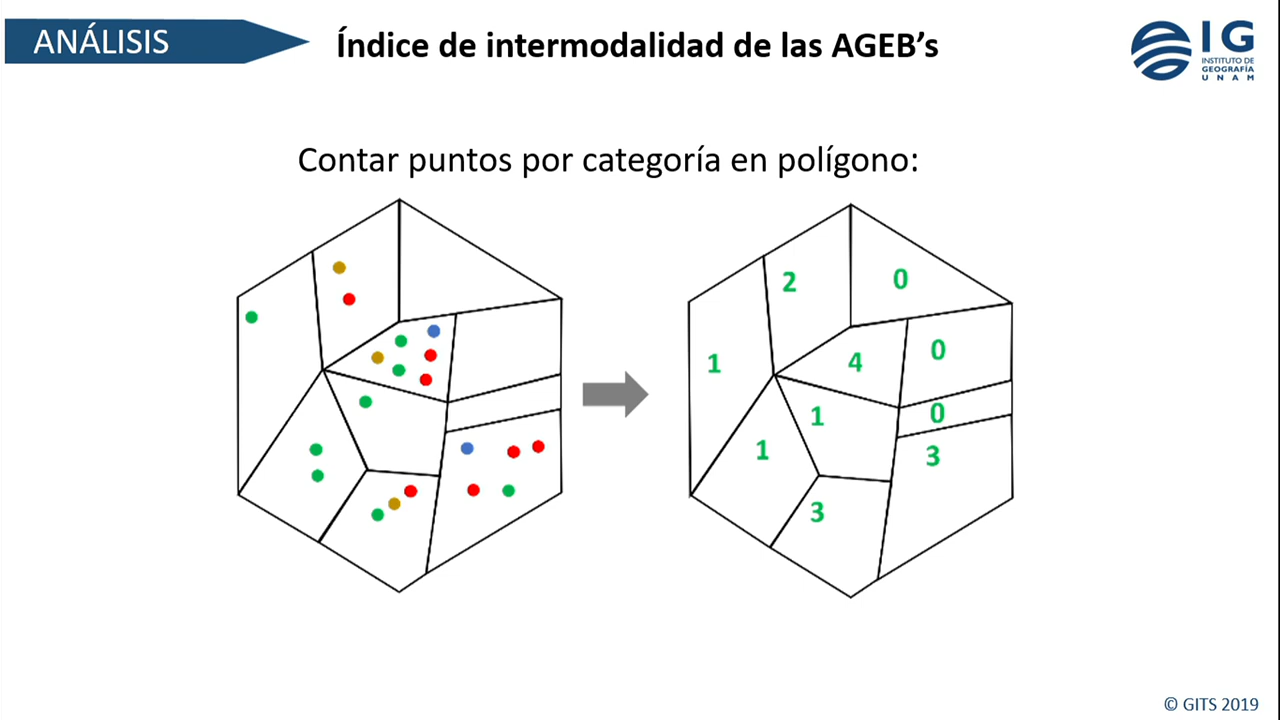 ANÁLISIS
Índice de intermodalidad de las AGEB’s
IG
INSTITUTO DE
GEOGRAFÍA
UNAM
Contar puntos por categoría en polígono:
2
0
1
4
0
1
0
1
3
3
© GITS 2019